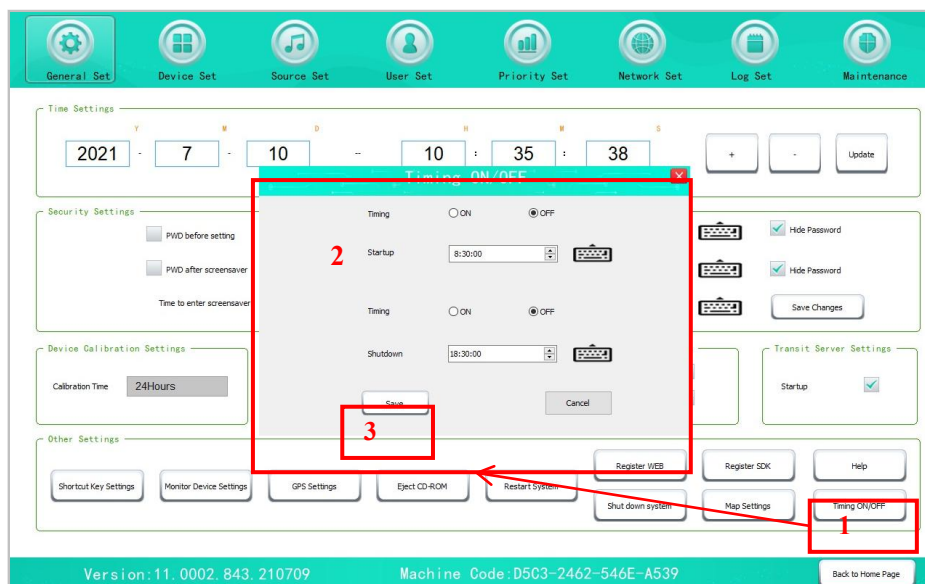 General Set Device Set Source Set User Set Priority Set Network Set Log Set Maintenance
Time Settings
Y M D H M S
2021 - 7 - 10 -- 10 : 35 : 38 + - Update
Timing ON/OFF X
Security Settings
PWD before setting Timing ON OFF Hide Password
2 Startup 8:30:00
PWD after screensaver Hide Password
Time to enter screensaver Timing ON OFF Save Changes
Device Calibration Settings Shutdown 18:30:00 Transit Server Settings
Calibration Time 24Hours Startup
Save Cancel
3
Other Settings
Register WEB Register SDK Help
Shortcut Key Settings Monitor Device Settings GPS Settings Eject CD-ROM Restart System
Shut down system Map Settings Timing ON/OFF
1
Version:11.0002.843.210709 Machine Code:D5C3-2462-546E-A539 Back to Home Page